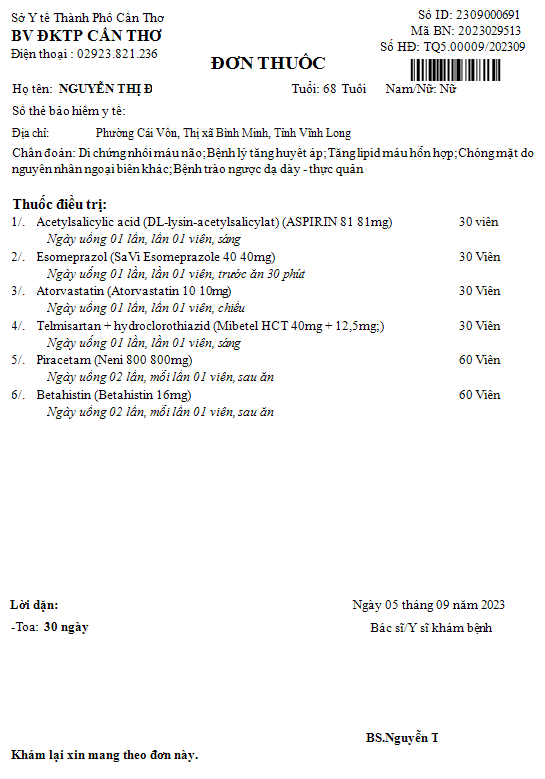 Sở Y tế Thành Phố Cần Thơ
BV ĐKTP CẦN THƠ
Điện thoại : 02923.821.236
Số ID: 2309000691
Mã BN: 2023029513
Số HĐ: TQ5.00009/202309
ĐƠN THUỐC
Họ tên: NGUYỄN THỊ Đ Tuổi: 68 Tuổi Nam/Nữ: Nữ
Số thẻ bảo hiểm y tế:
Địa chỉ: Phường Cái Vồn, Thị xã Bình Minh, Tỉnh Vĩnh Long
Chẩn đoán: Di chứng nhồi máu não; Bệnh lý tăng huyết áp; Tăng lipid máu hỗn hợp; Chóng mặt do
nguyên nhân ngoại biên khác; Bệnh trào ngược dạ dày - thực quản
Thuốc điều trị:
1/. Acetylsalicylic acid (DL-lysin-acetylsalicylat) (ASPIRIN 81 81mg) 30 viên
Ngày uống 01 lần, lần 01 viên, sáng
2/. Esomeprazol (SaVi Esomeprazole 40 40mg) 30 Viên
Ngày uống 01 lần, lần 01 viên, trước ăn 30 phút
3/. Atorvastatin (Atorvastatin 10 10mg) 30 Viên
Ngày uống 01 lần, lần 01 viên, chiều
4/. Telmisartan + hydroclorothiazid (Mibetel HCT 40mg + 12,5mg;) 30 Viên
Ngày uống 01 lần, lần 01 viên, sáng
5/. Piracetam (Neni 800 800mg) 60 Viên
Ngày uống 02 lần, mỗi lần 01 viên, sau ăn
6/. Betahistin (Betahistin 16mg) 60 Viên
Ngày uống 02 lần, mỗi lần 01 viên, sau ăn
Lời dặn:
-Toa: 30 ngày
Ngày 05 tháng 09 năm 2023
Bác sĩ/Y sĩ khám bệnh
BS.Nguyễn T
Khám lại xin mang theo đơn này.